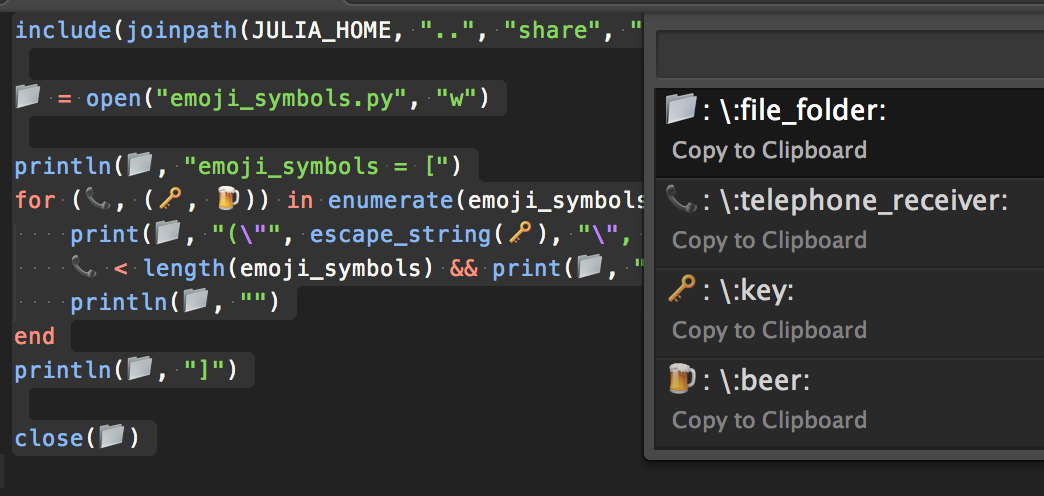 include(joinpath(JULIA_HOME, "..", "share", "
📁 = open("emoji_symbols.py", "w")
println(📁, "emoji_symbols = [")
for (📞, (🔑, 🍺)) in enumerate(emoji_symbols
print(📁, "(\"", escape_string(🔑), "\",
📞 < length(emoji_symbols) && print(📁, "
println(📁, "")
end
println(📁, "]")
close(📁)
📁: \:file_folder:
Copy to Clipboard
📞: \:telephone_receiver:
Copy to Clipboard
🔑: \:key:
Copy to Clipboard
🍺: \:beer:
Copy to Clipboard